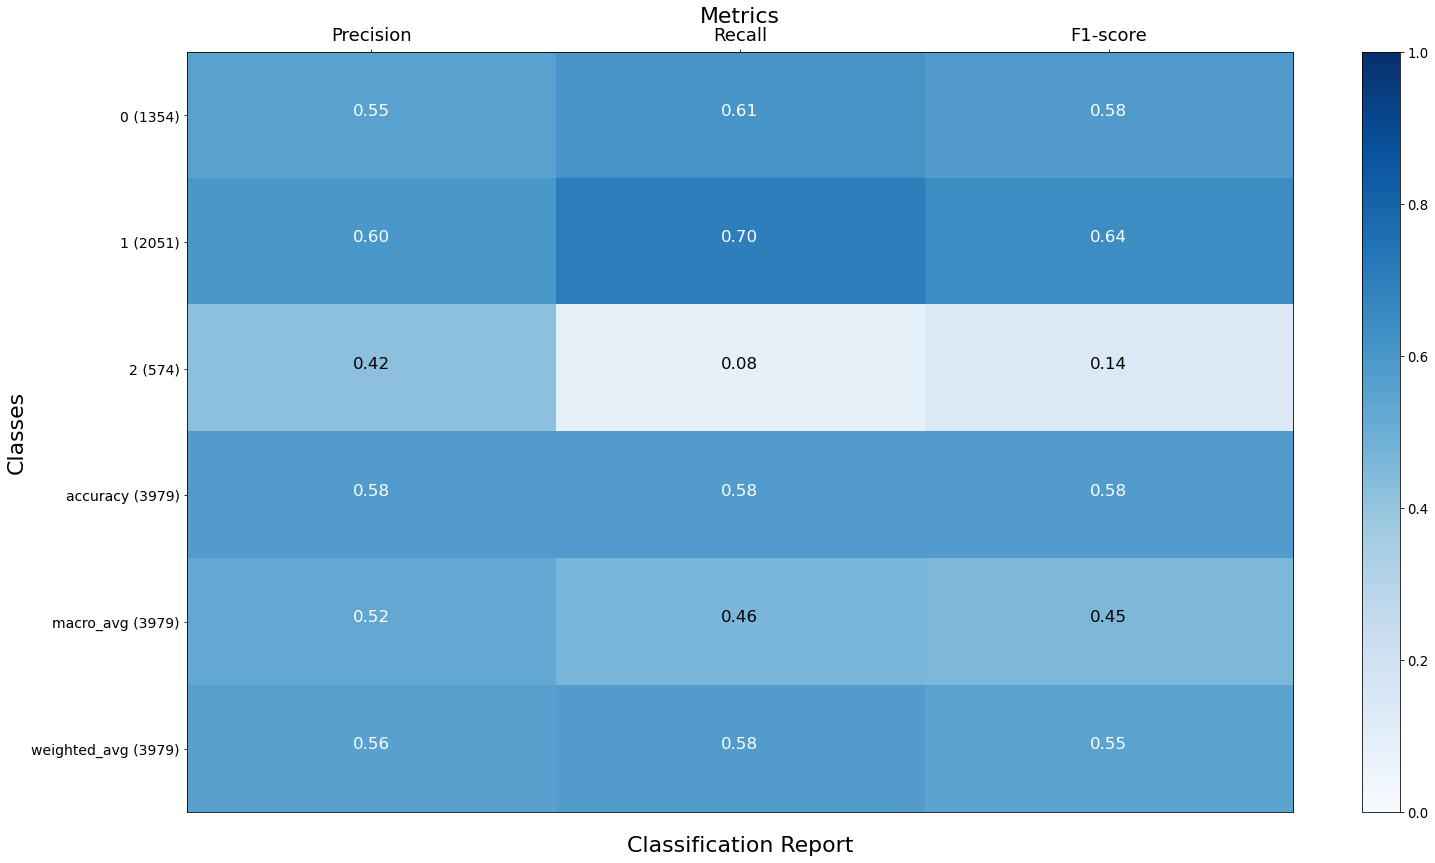 Metrics
Precision Recall F1-score
0 (1354) 0.55 0.61 0.58
1 (2051) 0.60 0.70 0.64
2 (574) 0.42 0.08 0.14
accuracy (3979) 0.58 0.58 0.58
macro_avg (3979) 0.52 0.46 0.45
weighted_avg (3979) 0.56 0.58 0.55
Classes
Classification Report
1.0
0.8
0.6
0.4
0.2
0.0